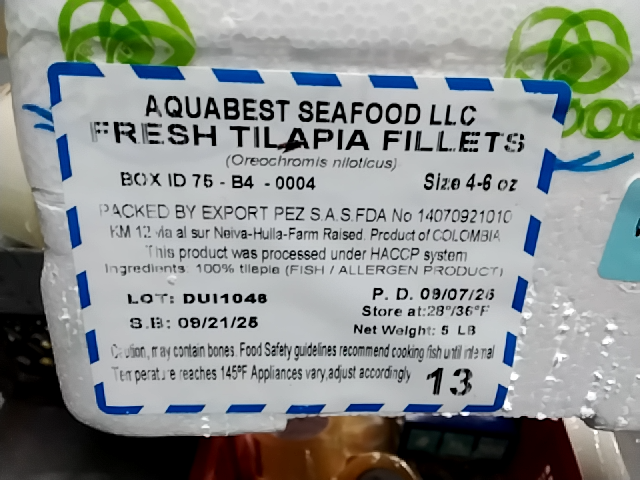 AQUABEST SEAFOOD LLC
FRESH TILAPIA FILLETS
(Oreochromis niloticus)
BOX ID 75 - B4 - 0004 Size 4-6 oz
PACKED BY EXPORT PEZ S.A.S.FDA No 14070921010
KM 12 via al sur Neiva-Huila-Farm Raised. Product of COLOMBIA
This product was processed under HACCP system
Ingredients: 100% tilapia (FISH / ALLERGEN PRODUCT)
LOT: DUI1046 P. D. 09/07/25
Store at:28°/36°F
S.B: 09/21/25 Net Weight: 5 LB
Caution, may contain bones. Food Safety guidelines recommend cooking fish until internal
Temperature reaches 145°F Appliances vary,adjust accordingly 13